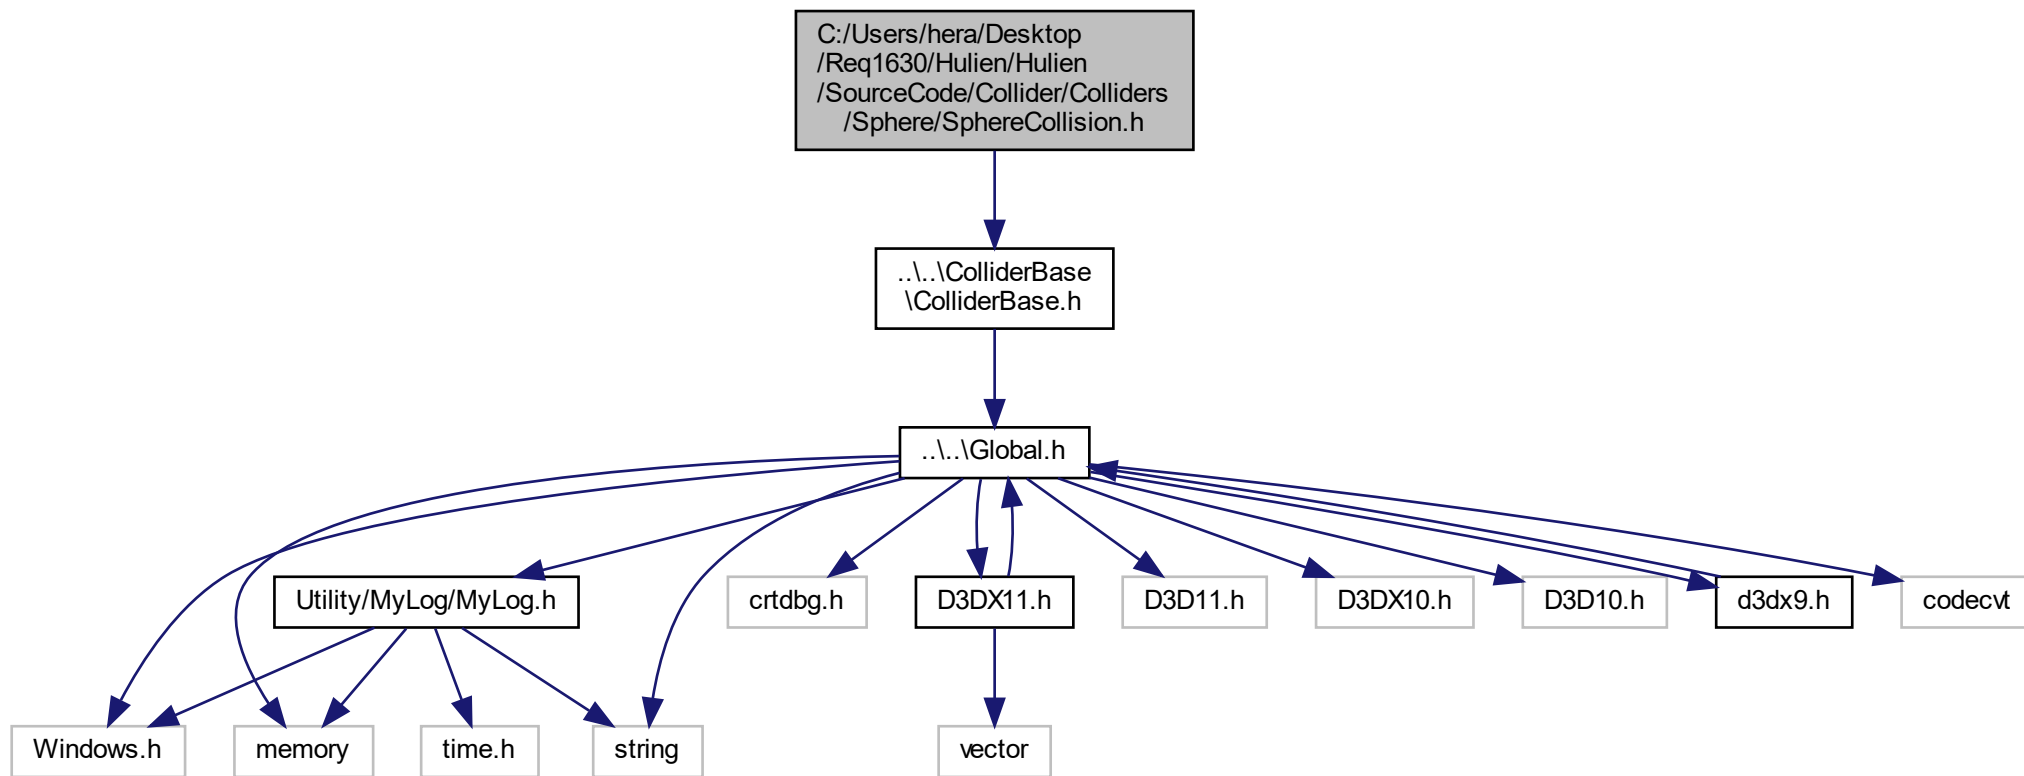 C:/Users/hera/Desktop
/Req1630/Hulien/Hulien
/SourceCode/Collider/Colliders
/Sphere/SphereCollision.h
..\..\ColliderBase
\ColliderBase.h
..\..\Global.h
Utility/MyLog/MyLog.h
crtdbg.h
D3DX11.h
D3D11.h
D3DX10.h
D3D10.h
d3dx9.h
codecvt
Windows.h
memory
time.h
string
vector